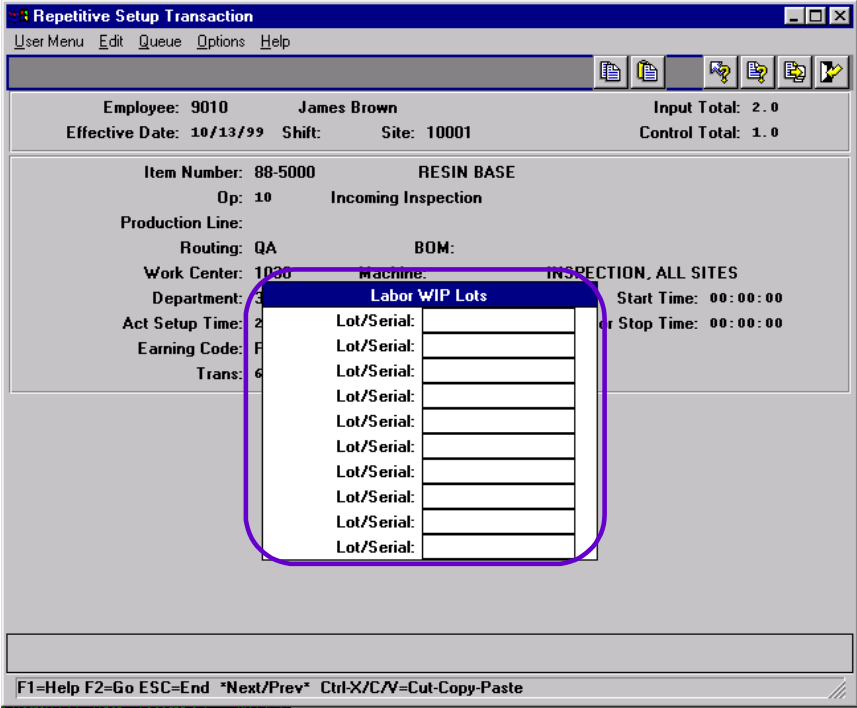 Repetitive Setup Transaction
User Menu Edit Queue Options Help
Employee: 9010 James Brown Input Total: 2.0
Effective Date: 10/13/99 Shift: Site: 10001 Control Total: 1.0
Item Number: 88-5000 RESIN BASE
Op: 10 Incoming Inspection
Production Line:
Routing: QA BOM:
Work Center: 1030 Machine: INSPECTION, ALL SITES
Department: Start Time: 00:00:00
Act Setup Time: 2 or Stop Time: 00:00:00
Earning Code:
Trans: 6
Labor WIP Lots
Lot/Serial:
Lot/Serial:
Lot/Serial:
Lot/Serial:
Lot/Serial:
Lot/Serial:
Lot/Serial:
Lot/Serial:
Lot/Serial:
Lot/Serial:
F1=Help F2=Go ESC=End *Next/Prev* Ctrl-X/C/V=Cut-Copy-Paste